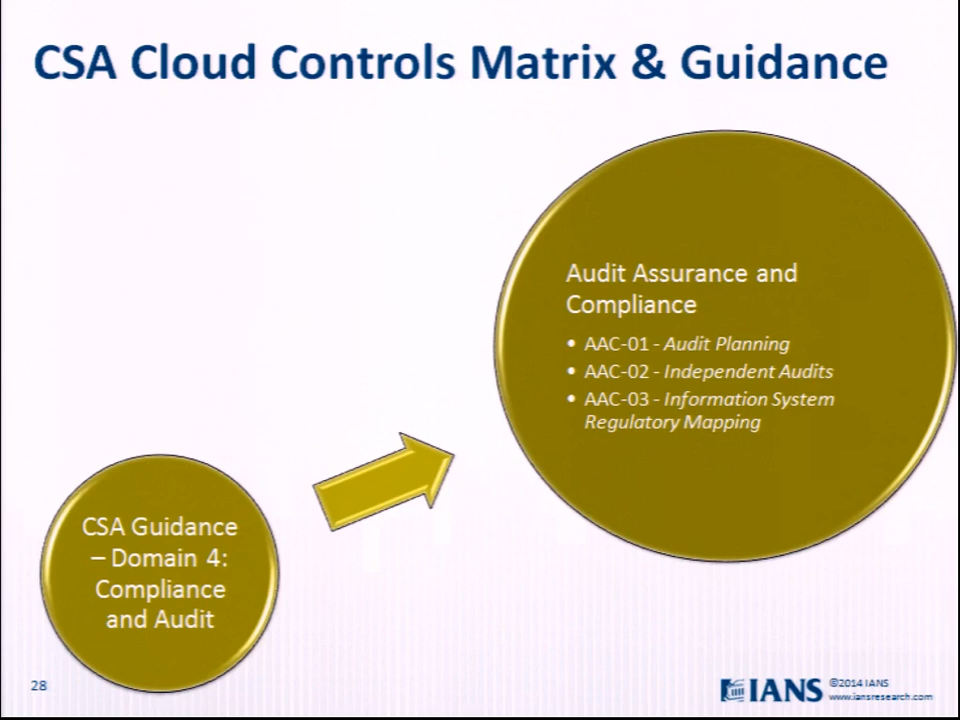 CSA Cloud Controls Matrix & Guidance
Audit Assurance and
Compliance
• AAC-01 - Audit Planning
• AAC-02 - Independent Audits
• AAC-03 - Information System
Regulatory Mapping
CSA Guidance
– Domain 4:
Compliance
and Audit
28
IANS
©2014 IANS
www.iansresearch.com